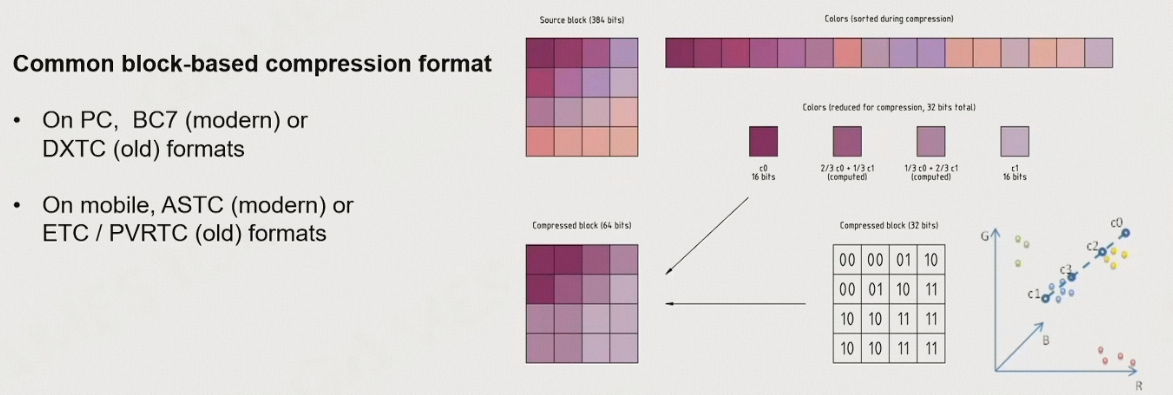 Common block-based compression format
• On PC, BC7 (modern) or
DXTC (old) formats
• On mobile, ASTC (modern) or
ETC / PVRTC (old) formats
Source block (384 bits)
Colors (sorted during compression)
Colors (reduced for compression, 32 bits total)
c0
16 bits
2/3 c0 + 1/3 c1
(computed)
1/3 c0 + 2/3 c1
(computed)
c1
16 bits
Compressed block (64 bits)
Compressed block (32 bits)
00 00 01 10
00 01 10 11
10 10 11 11
10 10 11 11
G
c0
c2
c3
c1
B
R